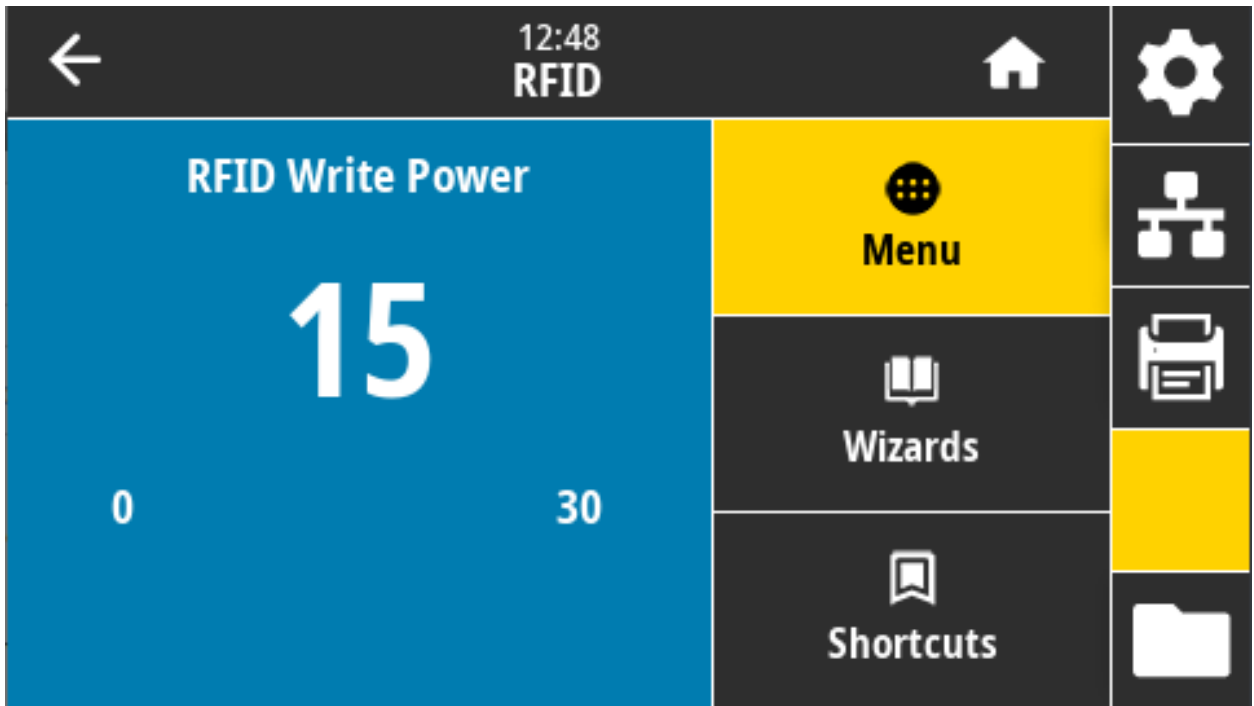 12:48
RFID
RFID Write Power
15
0 30
Menu
Wizards
Shortcuts